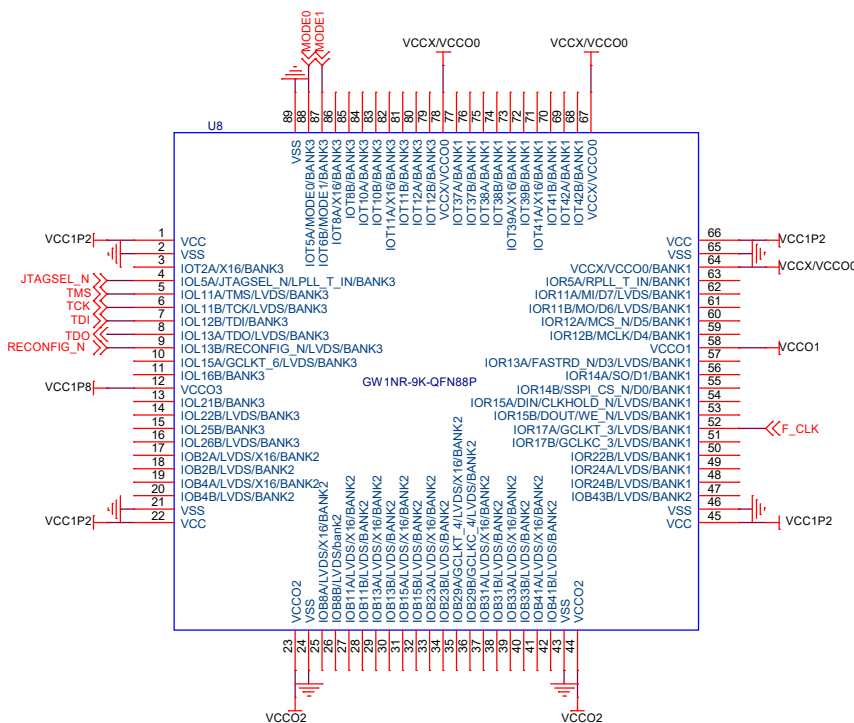 MODE0
MODE1
VCCX/VCCO0
VCCX/VCCO0
89
88
87
86
85
84
83
82
81
80
79
78
77
76
75
74
73
72
71
70
69
68
67
U8
VSS
IOT5A/MODE0/BANK3
IOT6B/MODE1/BANK3
IOT8A/X16/BANK3
IOT8B/BANK3
IOT10A/BANK3
IOT10B/BANK3
IOT11A/X16/BANK3
IOT11B/BANK3
IOT12A/BANK3
IOT12B/BANK3
VCCX/VCCO0
IOT37A/BANK1
IOT37B/BANK1
IOT38A/BANK1
IOT38B/BANK1
IOT39A/X16/BANK1
IOT39B/BANK1
IOT41A/X16/BANK1
IOT41B/BANK1
IOT42A/BANK1
IOT42B/BANK1
VCCX/VCCO0
VCC1P2 1 VCC
2 VSS
3 IOT2A/X16/BANK3
JTAGSEL_N 4 IOL5A/JTAGSEL_N/LPLL_T_IN/BANK3
TMS 5 IOL11A/TMS/LVDS/BANK3
TCK 6 IOL11B/TCK/LVDS/BANK3
TDI 7 IOL12B/TDI/BANK3
TDO 8 IOL13A/TDO/LVDS/BANK3
RECONFIG_N 9 IOL13B/RECONFIG_N/LVDS/BANK3
10 IOL15A/GCLKT_6/LVDS/BANK3
11 IOL16B/BANK3
VCC1P8 12 VCCO3
13 IOL21B/BANK3
14 IOL22B/LVDS/BANK3
15 IOL25B/BANK3
16 IOL26B/LVDS/BANK3
17 IOB2A/LVDS/X16/BANK2
18 IOB2B/LVDS/BANK2
19 IOB4A/LVDS/X16/BANK2
20 IOB4B/LVDS/BANK2
21 VSS
VCC1P2 22 VCC
GW1NR-9K-QFN88P
VCC 66 VCC1P2
VSS 65
VCCX/VCCO0/BANK1 64 VCCX/VCCO0
IOR5A/RPLL_T_IN/BANK1 63
IOR11A/MI/D7/LVDS/BANK1 62
IOR11B/MO/D6/LVDS/BANK1 61
IOR12A/MCS_N/D5/BANK1 60
IOR12B/MCLK/D4/BANK1 59
VCCO1 58 VCCO1
IOR13A/FASTRD_N/D3/LVDS/BANK1 57
IOR14A/SO/D1/BANK1 56
IOR14B/SSPI_CS_N/D0/BANK1 55
IOR15A/DIN/CLKHOLD_N/LVDS/BANK1 54
IOR15B/DOUT/WE_N/LVDS/BANK1 53
IOR17A/GCLKT_3/LVDS/BANK1 52 F_CLK
IOR17B/GCLKC_3/LVDS/BANK1 51
IOR22B/LVDS/BANK1 50
IOR24A/LVDS/BANK1 49
IOR24B/LVDS/BANK1 48
IOB43B/LVDS/BANK2 47
VSS 46
VCC 45 VCC1P2
VCCO2
VSS
IOB8A/LVDS/X16/BANK2
IOB8B/LVDS/bank2
IOB11A/LVDS/X16/BANK2
IOB11B/LVDS/BANK2
IOB13A/LVDS/X16/BANK2
IOB13B/LVDS/BANK2
IOB15A/LVDS/X16/BANK2
IOB15B/LVDS/BANK2
IOB23A/LVDS/X16/BANK2
IOB23B/LVDS/BANK2
IOB29A/GCLKT_4/LVDS/X16/BANK2
IOB29B/GCLKC_4/LVDS/BANK2
IOB31A/LVDS/X16/BANK2
IOB31B/LVDS/BANK2
IOB33A/LVDS/X16/BANK2
IOB33B/LVDS/BANK2
IOB41A/LVDS/X16/BANK2
IOB41B/LVDS/BANK2
VSS
VCCO2
23
24
25
26
27
28
29
30
31
32
33
34
35
36
37
38
39
40
41
42
43
44
VCCO2
VCCO2